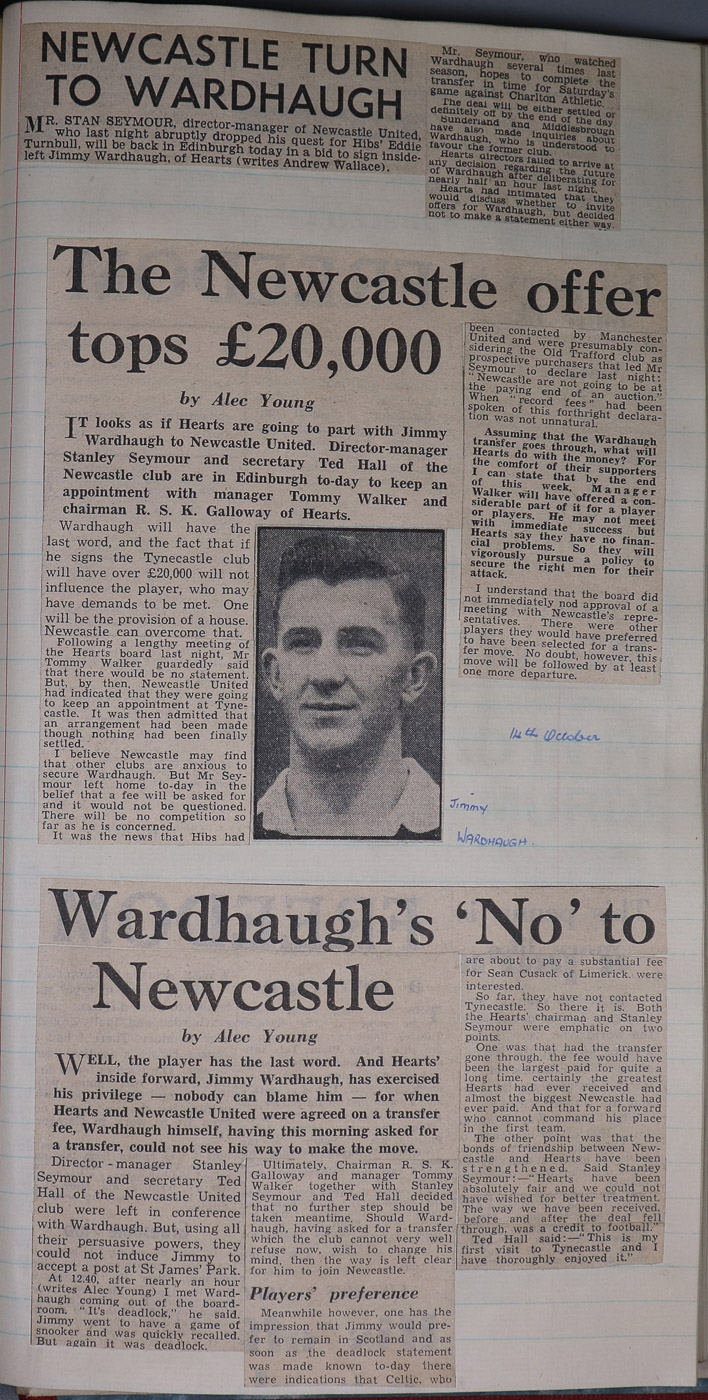 NEWCASTLE TURN
TO WARDHAUGH
MR. STAN SEYMOUR, director-manager of Newcastle United,
who last night abruptly dropped his quest for Hibs' Eddie
Turnbull, will be back in Edinburgh today in a bid to sign inside-
left Jimmy Wardhaugh, of Hearts (writes Andrew Wallace).
Mr. Seymour, who watched
Wardhaugh several times last
season, hopes to complete the
transfer in time for Saturday's
game against Charlton Athletic.
The deal will be either settled or
definitely off by the end of the day.
Sunderland and Middlesbrough
have also made inquiries about
Wardhaugh, who is understood to
favour the former club.
Hearts directors failed to arrive at
any decision regarding the future
of Wardhaugh after deliberating for
nearly half an hour last night.
Hearts had intimated that they
would discuss whether to invite
offers for Wardhaugh, but decided
not to make a statement either way.
The Newcastle offer
tops £20,000
by Alec Young
IT looks as if Hearts are going to part with Jimmy
Wardhaugh to Newcastle United. Director-manager
Stanley Seymour and secretary Ted Hall of the
Newcastle club are in Edinburgh to-day to keep an
appointment with manager Tommy Walker and
chairman R. S. K. Galloway of Hearts.
Wardhaugh will have the
last word, and the fact that if
he signs the Tynecastle club
will have over £20,000 will not
influence the player, who may
have demands to be met. One
will be the provision of a house.
Newcastle can overcome that.
Following a lengthy meeting of
the Hearts board last night, Mr
Tommy Walker guardedly said
that there would be no statement.
But, by then, Newcastle United
had indicated that they were going
to keep an appointment at Tyne-
castle. It was then admitted that
an arrangement had been made
though nothing had been finally
settled.
I believe Newcastle may find
that other clubs are anxious to
secure Wardhaugh. But Mr Sey-
mour left home to-day in the
belief that a fee will be asked for
and it would not be questioned.
There will be no competition so
far as he is concerned.
It was the news that Hibs had
been contacted by Manchester
United and were presumably con-
sidering the Old Trafford club as
prospective purchasers that led Mr
Seymour to declare last night:
"Newcastle are not going to be at
the paying end of an auction."
When "record fees" had been
spoken of this forthright declara-
tion was not unnatural.
Assuming that the Wardhaugh
transfer goes through, what will
Hearts do with the money? For
the comfort of their supporters
I can state that by the end
of this week, Manager
Walker will have offered a con-
siderable part of it for a player
or players. He may not meet
with immediate success but
Hearts say they have no finan-
cial problems. So they will
vigorously pursue a policy to
secure the right men for their
attack.
I understand that the board did
not immediately nod approval of a
meeting with Newcastle's repre-
sentatives. There were other
players they would have preferred
to have been selected for a trans-
fer move. No doubt, however, this
move will be followed by at least
one more departure.
14th October
Jimmy
WARDHAUGH.
Wardhaugh's 'No' to
Newcastle
by Alec Young
WELL, the player has the last word. And Hearts'
inside forward, Jimmy Wardhaugh, has exercised
his privilege — nobody can blame him — for when
Hearts and Newcastle United were agreed on a transfer
fee, Wardhaugh himself, having this morning asked for
a transfer, could not see his way to make the move.
Director-manager Stanley
Seymour and secretary Ted
Hall of the Newcastle United
club were left in conference
with Wardhaugh. But, using all
their persuasive powers, they
could not induce Jimmy to
accept a post at St James' Park.
At 12.40, after nearly an hour
(writes Alec Young) I met Ward-
haugh coming out of the board-
room. "It's deadlock," he said.
Jimmy went to have a game of
snooker and was quickly recalled.
But again it was deadlock.
Ultimately, Chairman R. S. K.
Galloway and manager Tommy
Walker together with Stanley
Seymour and Ted Hall decided
that no further step should be
taken meantime. Should Ward-
haugh, having asked for a transfer
which the club cannot very well
refuse now, wish to change his
mind, then the way is left clear
for him to join Newcastle.
Players' preference
Meanwhile however, one has the
impression that Jimmy would pre-
fer to remain in Scotland and as
soon as the deadlock statement
was made known to-day there
were indications that Celtic, who
are about to pay a substantial fee
for Sean Cusack of Limerick, were
interested.
So far, they have not contacted
Tynecastle. So there it is. Both
the Hearts' chairman and Stanley
Seymour were emphatic on two
points.
One was that had the transfer
gone through, the fee would have
been the largest paid for quite a
long time, certainly the greatest
Hearts had ever received and
almost the biggest Newcastle had
ever paid. And that for a forward
who cannot command his place
in the first team.
The other point was that the
bonds of friendship between New-
castle and Hearts have been
strengthened. Said Stanley
Seymour:—"Hearts have been
absolutely fair and we could not
have wished for better treatment.
The way we have been received,
before and after the deal fell
through, was a credit to football."
Ted Hall said:—"This is my
first visit to Tynecastle and I
have thoroughly enjoyed it."